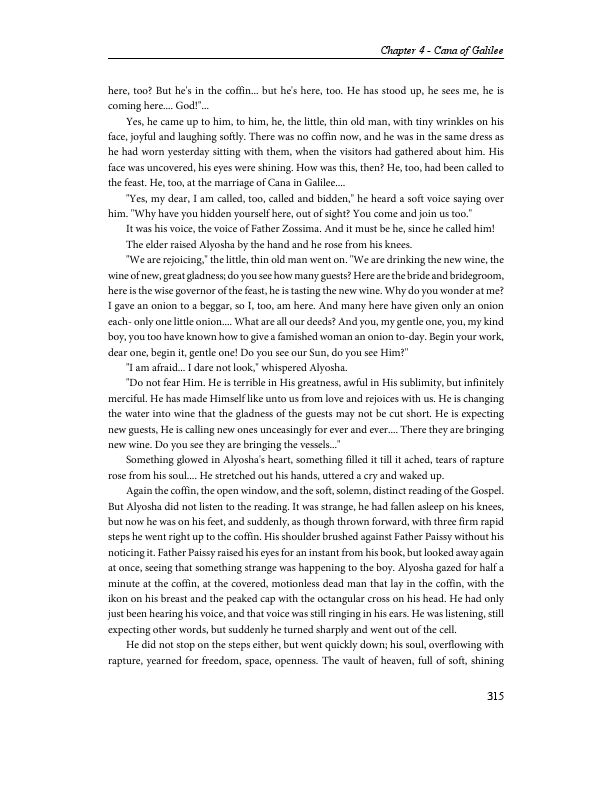 Chapter 4 - Cana of Galilee
here, too? But he's in the coffin... but he's here, too. He has stood up, he sees me, he is
coming here.... God!"...
Yes, he came up to him, to him, he, the little, thin old man, with tiny wrinkles on his
face, joyful and laughing softly. There was no coffin now, and he was in the same dress as
he had worn yesterday sitting with them, when the visitors had gathered about him. His
face was uncovered, his eyes were shining. How was this, then? He, too, had been called to
the feast. He, too, at the marriage of Cana in Galilee....
"Yes, my dear, I am called, too, called and bidden," he heard a soft voice saying over
him. "Why have you hidden yourself here, out of sight? You come and join us too."
It was his voice, the voice of Father Zossima. And it must be he, since he called him!
The elder raised Alyosha by the hand and he rose from his knees.
"We are rejoicing," the little, thin old man went on. "We are drinking the new wine, the
wine of new, great gladness; do you see how many guests? Here are the bride and bridegroom,
here is the wise governor of the feast, he is tasting the new wine. Why do you wonder at me?
I gave an onion to a beggar, so I, too, am here. And many here have given only an onion
each- only one little onion.... What are all our deeds? And you, my gentle one, you, my kind
boy, you too have known how to give a famished woman an onion to-day. Begin your work,
dear one, begin it, gentle one! Do you see our Sun, do you see Him?"
"I am afraid... I dare not look," whispered Alyosha.
"Do not fear Him. He is terrible in His greatness, awful in His sublimity, but infinitely
merciful. He has made Himself like unto us from love and rejoices with us. He is changing
the water into wine that the gladness of the guests may not be cut short. He is expecting
new guests, He is calling new ones unceasingly for ever and ever.... There they are bringing
new wine. Do you see they are bringing the vessels..."
Something glowed in Alyosha's heart, something filled it till it ached, tears of rapture
rose from his soul.... He stretched out his hands, uttered a cry and waked up.
Again the coffin, the open window, and the soft, solemn, distinct reading of the Gospel.
But Alyosha did not listen to the reading. It was strange, he had fallen asleep on his knees,
but now he was on his feet, and suddenly, as though thrown forward, with three firm rapid
steps he went right up to the coffin. His shoulder brushed against Father Paissy without his
noticing it. Father Paissy raised his eyes for an instant from his book, but looked away again
at once, seeing that something strange was happening to the boy. Alyosha gazed for half a
minute at the coffin, at the covered, motionless dead man that lay in the coffin, with the
ikon on his breast and the peaked cap with the octangular cross on his head. He had only
just been hearing his voice, and that voice was still ringing in his ears. He was listening, still
expecting other words, but suddenly he turned sharply and went out of the cell.
He did not stop on the steps either, but went quickly down; his soul, overflowing with
rapture, yearned for freedom, space, openness. The vault of heaven, full of soft, shining
315